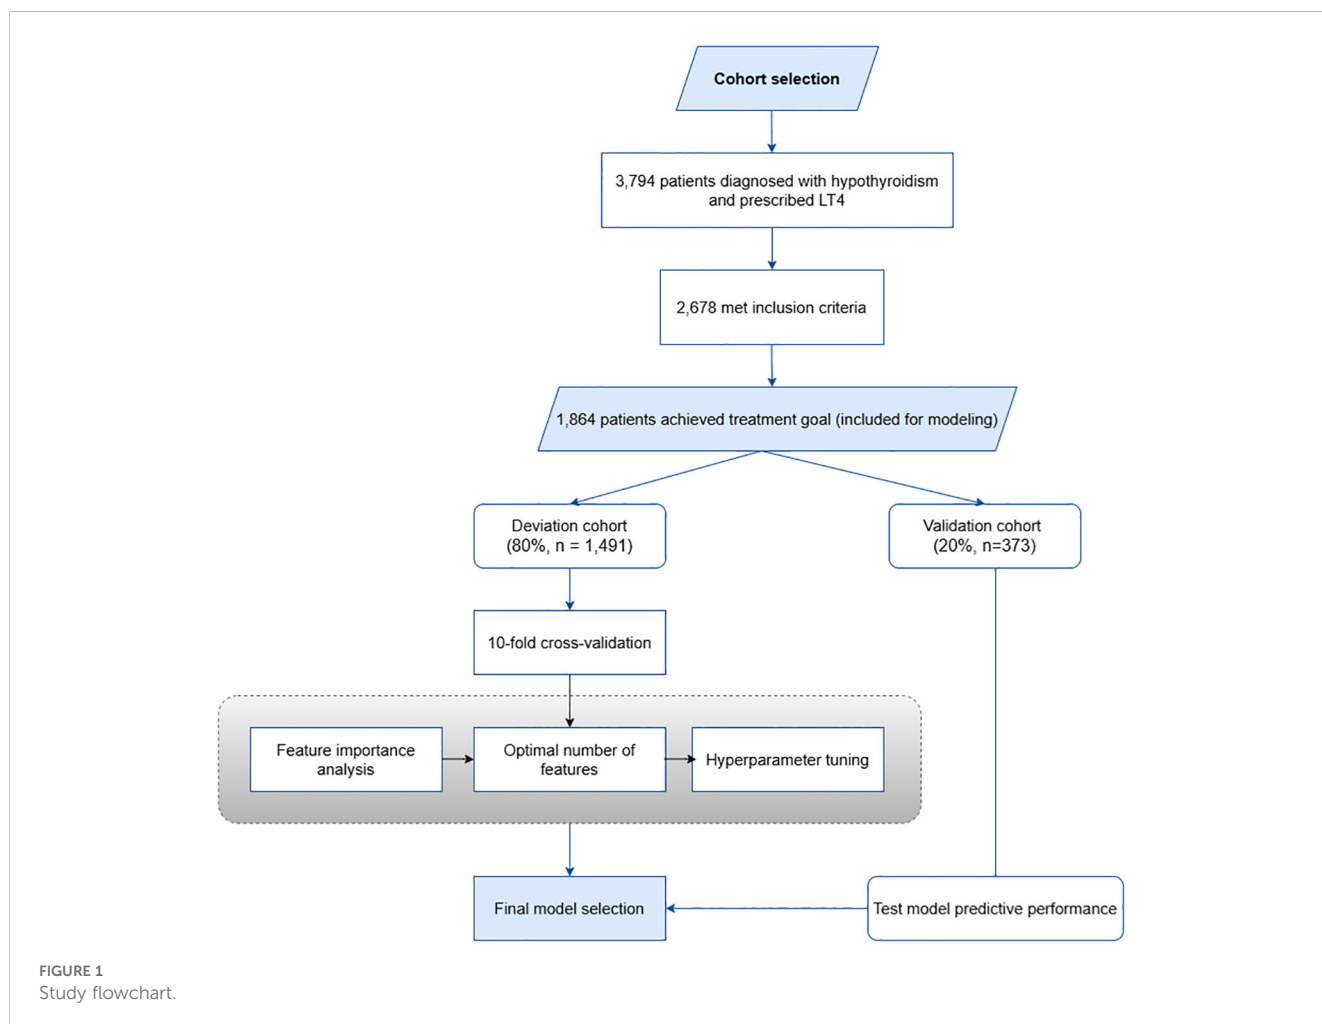 Cohort selection
3,794 patients diagnosed with hypothyroidism
and prescribed LT4
2,678 met inclusion criteria
1,864 patients achieved treatment goal (included for modeling)
Deviation cohort
(80%, n = 1,491)
Validation cohort
(20%, n=373)
10-fold cross-validation
Feature importance
analysis
Optimal number of
features
Hyperparameter tuning
Final model selection
Test model predictive performance
FIGURE 1
Study flowchart.